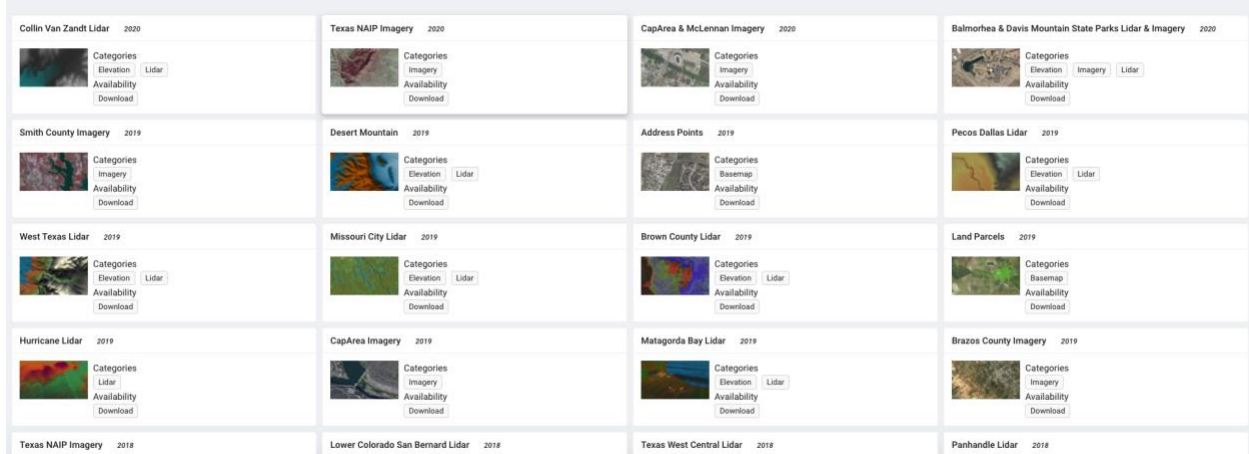 Collin Van Zandt Lidar 2020
Categories
Elevation Lidar
Availability
Download
Texas NAIP Imagery 2020
Categories
Imagery
Availability
Download
CapArea & McLennan Imagery 2020
Categories
Imagery
Availability
Download
Balmorhea & Davis Mountain State Parks Lidar & Imagery 2020
Categories
Elevation Imagery Lidar
Availability
Download
Smith County Imagery 2019
Categories
Imagery
Availability
Download
Desert Mountain 2019
Categories
Elevation Lidar
Availability
Download
Address Points 2019
Categories
Basemap
Availability
Download
Pecos Dallas Lidar 2019
Categories
Elevation Lidar
Availability
Download
West Texas Lidar 2019
Categories
Elevation Lidar
Availability
Download
Missouri City Lidar 2019
Categories
Elevation Lidar
Availability
Download
Brown County Lidar 2019
Categories
Elevation Lidar
Availability
Download
Land Parcels 2019
Categories
Basemap
Availability
Download
Hurricane Lidar 2019
Categories
Lidar
Availability
Download
CapArea Imagery 2019
Categories
Imagery
Availability
Download
Matagorda Bay Lidar 2019
Categories
Elevation Lidar
Availability
Download
Brazos County Imagery 2019
Categories
Imagery
Availability
Download
Texas NAIP Imagery 2018
Lower Colorado San Bernard Lidar 2018
Texas West Central Lidar 2018
Panhandle Lidar 2018